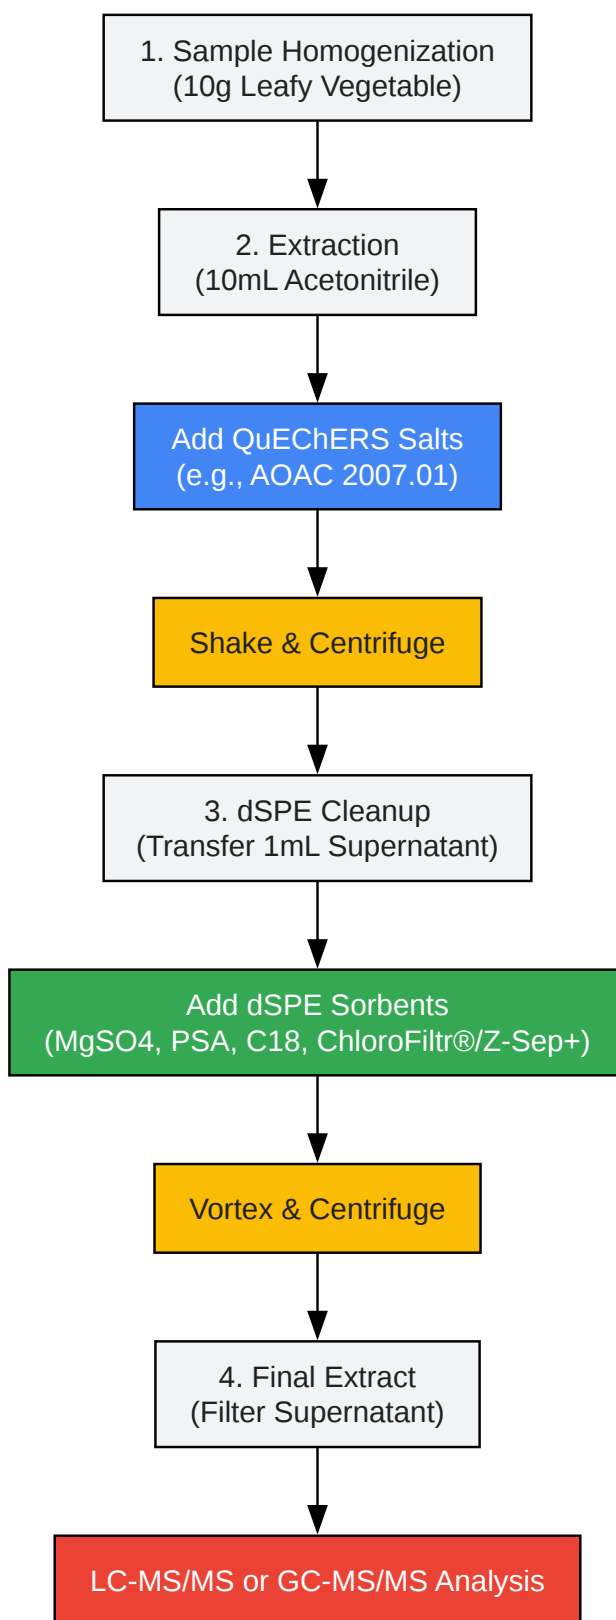 1. Sample Homogenization
(10g Leafy Vegetable)
2. Extraction
(10mL Acetonitrile)
Add QuEChERS Salts
(e.g., AOAC 2007.01)
Shake & Centrifuge
3. dSPE Cleanup
(Transfer 1mL Supernatant)
Add dSPE Sorbents
(MgSO4, PSA, C18, ChloroFiltr®/Z-Sep+)
Vortex & Centrifuge
4. Final Extract
(Filter Supernatant)
LC-MS/MS or GC-MS/MS Analysis